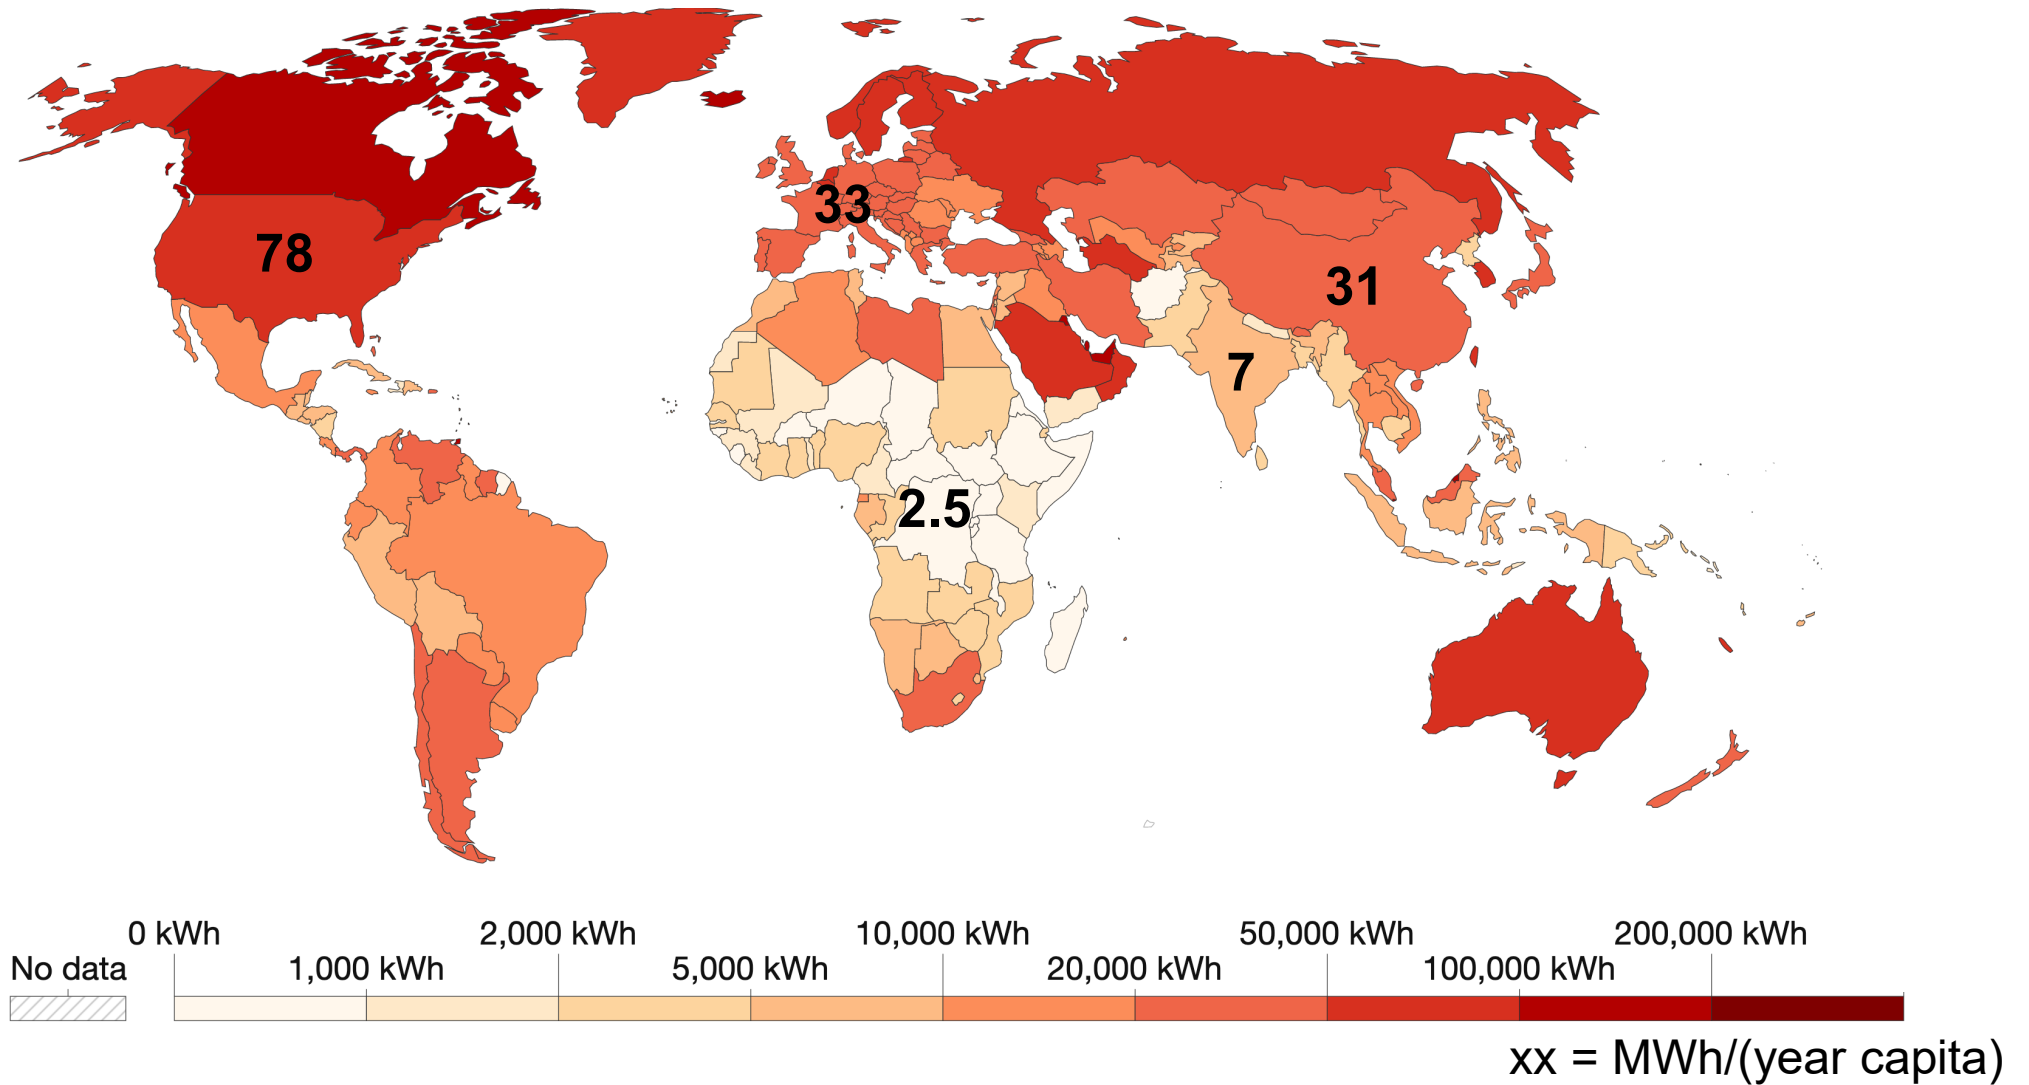 33
78
31
7
2.5
0 kWh 2,000 kWh 10,000 kWh 50,000 kWh 200,000 kWh
No data 1,000 kWh 5,000 kWh 20,000 kWh 100,000 kWh
xx = MWh/(year capita)